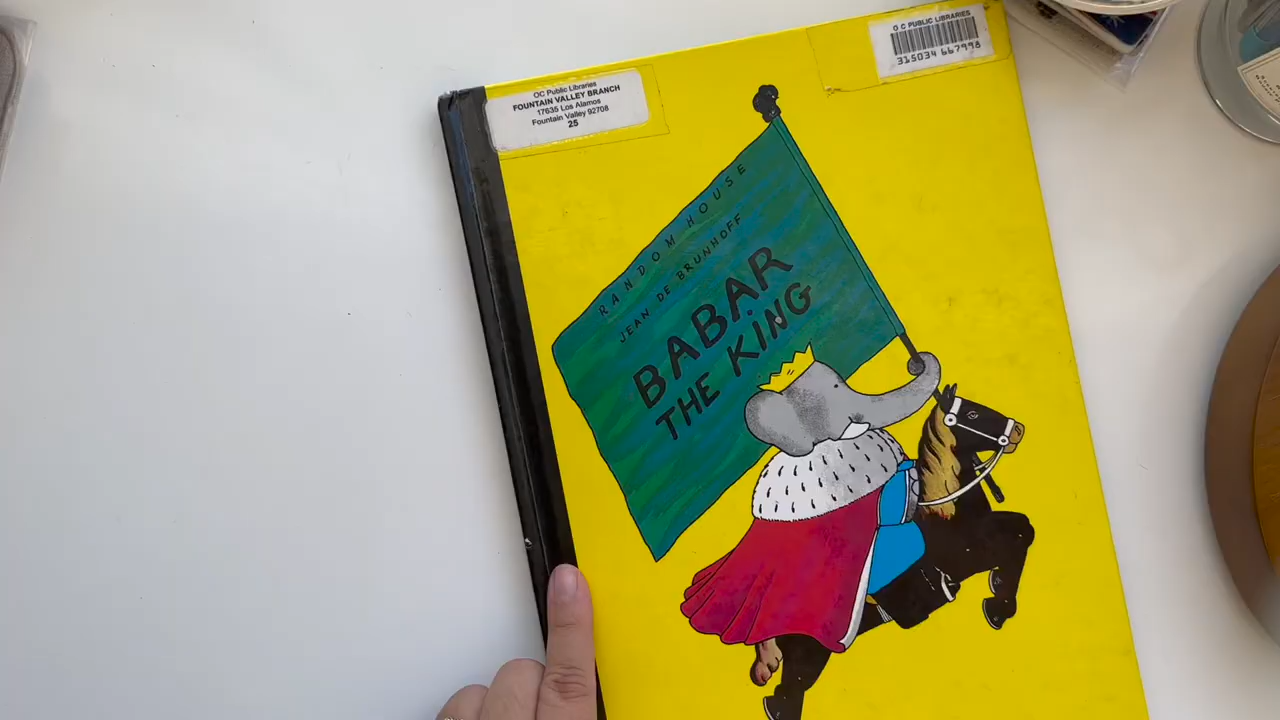 OC Public Libraries
FOUNTAIN VALLEY BRANCH
17635 Los Alamos
Fountain Valley 92708
25
O C PUBLIC LIBRARIES
315034 667998
RANDOM HOUSE
JEAN DE BRUNHOFF
BABAR
THE KING